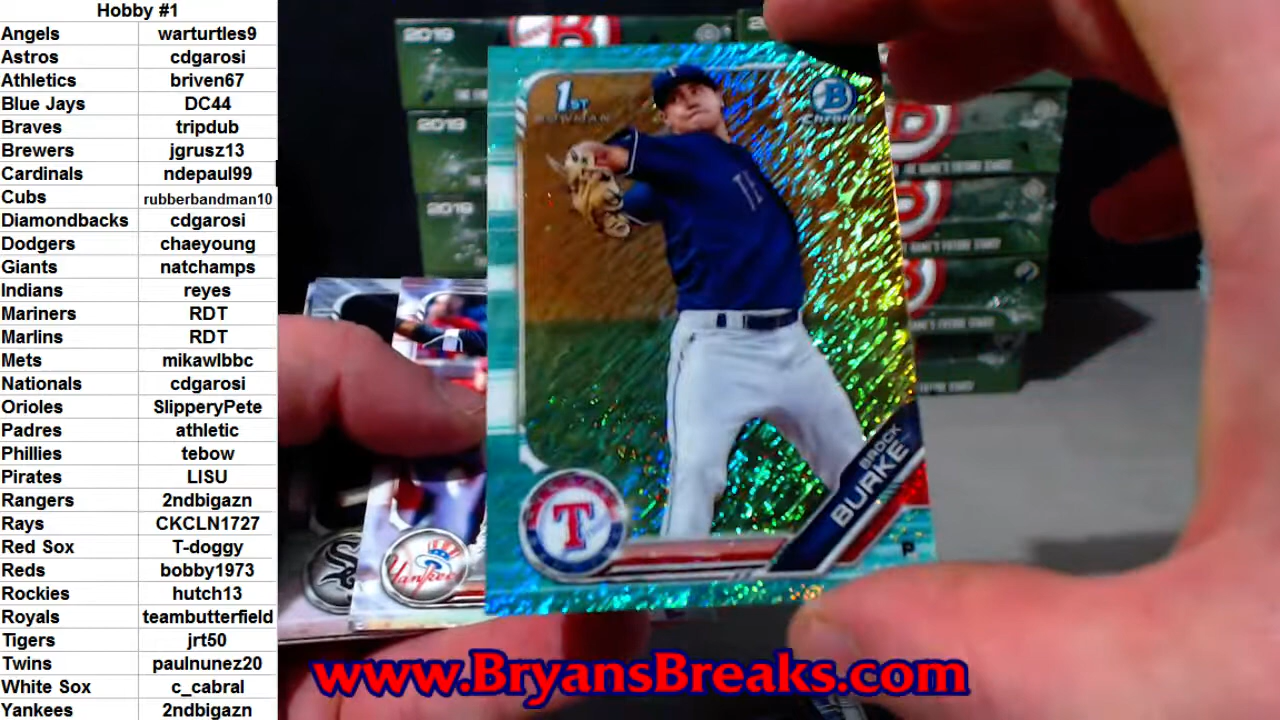 Hobby #1
Angels warturtles9
Astros cdgarosi
Athletics briven67
Blue Jays DC44
Braves tripdub
Brewers jgrusz13
Cardinals ndepaul99
Cubs rubberbandman10
Diamondbacks cdgarosi
Dodgers chaeyoung
Giants natchamps
Indians reyes
Mariners RDT
Marlins RDT
Mets mikawlbbc
Nationals cdgarosi
Orioles SlipperyPete
Padres athletic
Phillies tebow
Pirates LISU
Rangers 2ndbigazn
Rays CKCLN1727
Red Sox T-doggy
Reds bobby1973
Rockies hutch13
Royals teambutterfield
Tigers jrt50
Twins paulnunez20
White Sox c_cabral
Yankees 2ndbigazn
2019
2019
2019
1ST
BOWMAN
B
Chrome
T
BROCK
BURKE
P
Yankees
www.BryansBreaks.com